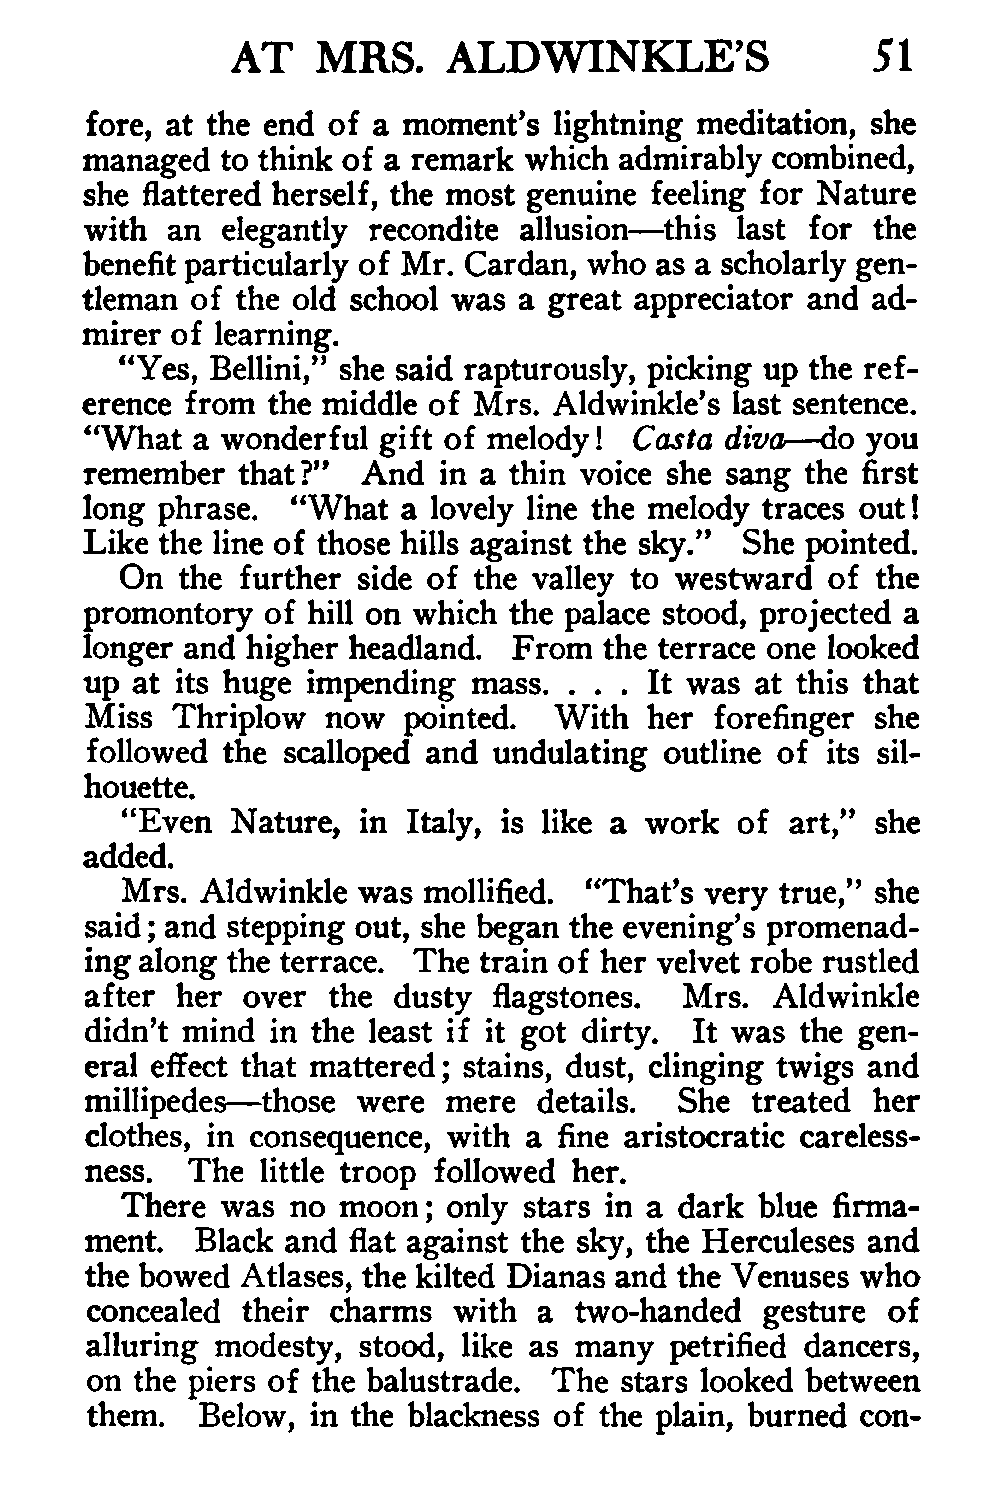 AT MRS. ALDWINKLE'S 51
fore, at the end of a moment's lightning meditation, she
managed to think of a remark which admirably combined,
she flattered herself, the most genuine feeling for Nature
with an elegantly recondite allusion—this last for the
benefit particularly of Mr. Cardan, who as a scholarly gen-
tleman of the old school was a great appreciator and ad-
mirer of learning.
"Yes, Bellini," she said rapturously, picking up the ref-
erence from the middle of Mrs. Aldwinkle's last sentence.
"What a wonderful gift of melody! Casta diva—do you
remember that?" And in a thin voice she sang the first
long phrase. "What a lovely line the melody traces out!
Like the line of those hills against the sky." She pointed.
On the further side of the valley to westward of the
promontory of hill on which the palace stood, projected a
longer and higher headland. From the terrace one looked
up at its huge impending mass. . . . It was at this that
Miss Thriplow now pointed. With her forefinger she
followed the scalloped and undulating outline of its sil-
houette.
"Even Nature, in Italy, is like a work of art," she
added.
Mrs. Aldwinkle was mollified. "That's very true," she
said; and stepping out, she began the evening's promenad-
ing along the terrace. The train of her velvet robe rustled
after her over the dusty flagstones. Mrs. Aldwinkle
didn't mind in the least if it got dirty. It was the gen-
eral effect that mattered; stains, dust, clinging twigs and
millipedes—those were mere details. She treated her
clothes, in consequence, with a fine aristocratic careless-
ness. The little troop followed her.
There was no moon; only stars in a dark blue firma-
ment. Black and flat against the sky, the Herculeses and
the bowed Atlases, the kilted Dianas and the Venuses who
concealed their charms with a two-handed gesture of
alluring modesty, stood, like as many petrified dancers,
on the piers of the balustrade. The stars looked between
them. Below, in the blackness of the plain, burned con-